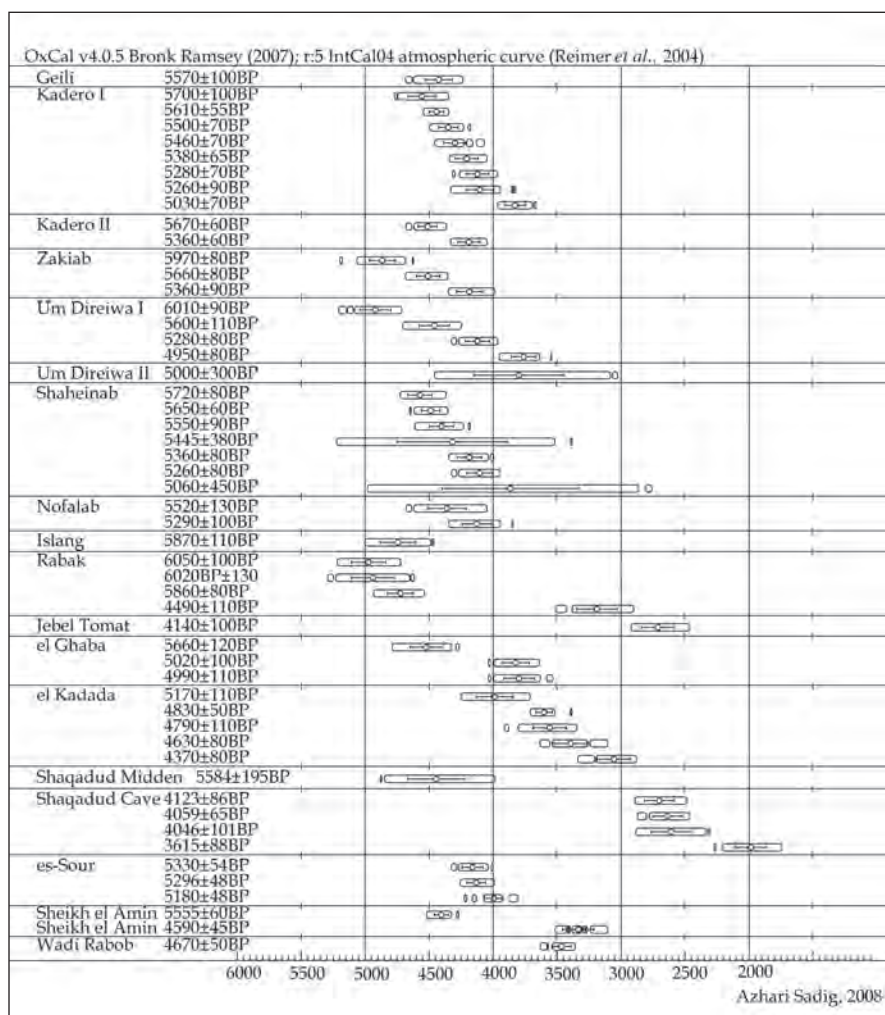 OxCal v4.0.5 Bronk Ramsey (2007); r:5 IntCal04 atmospheric curve (Reimer et al., 2004)
Geili 5570±100BP
Kadero I 5700±100BP
5610±55BP
5500±70BP
5460±70BP
5380±65BP
5280±70BP
5260±90BP
5030±70BP
Kadero II 5670±60BP
5360±60BP
Zakiab 5970±80BP
5660±80BP
5360±90BP
Um Direiwa I 6010±90BP
5600±110BP
5280±80BP
4950±80BP
Um Direiwa II 5000±300BP
Shaheinab 5720±80BP
5650±60BP
5550±90BP
5445±380BP
5360±80BP
5260±80BP
5060±450BP
Nofalab 5520±130BP
5290±100BP
Islang 5870±110BP
Rabak 6050±100BP
6020BP±130
5860±80BP
4490±110BP
Jebel Tomat 4140±100BP
el Ghaba 5660±120BP
5020±100BP
4990±110BP
el Kadada 5170±110BP
4830±50BP
4790±110BP
4630±80BP
4370±80BP
Shaqadud Midden 5584±195BP
Shaqadud Cave 4123±86BP
4059±65BP
4046±101BP
3615±88BP
es-Sour 5330±54BP
5296±48BP
5180±48BP
Sheikh el Amin 5555±60BP
Sheikh el Amin 4590±45BP
Wadi Rabob 4670±50BP
6000 5000 4500 4000 3000 2500 2000
Azhari Sadig, 2008